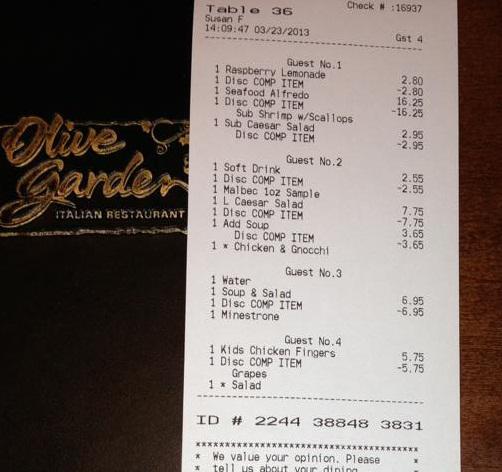 Olive
Garden
ITALIAN RESTAURANT
Table 36 Check # :16937
Susan F
14:09:47 03/23/2013 Gst 4
Guest No.1
1 Raspberry Lemonade 2.80
1 Disc COMP ITEM -2.80
1 Seafood Alfredo 16.25
1 Disc COMP ITEM -16.25
Sub Shrimp w/Scallops
1 Sub Caesar Salad 2.95
Disc COMP ITEM -2.95
Guest No.2
1 Soft Drink 2.55
1 Disc COMP ITEM -2.55
1 Malbec 1oz Sample
1 L Caesar Salad 7.75
1 Disc COMP ITEM -7.75
1 Add Soup 3.65
Disc COMP ITEM -3.65
1 * Chicken & Gnocchi
Guest No.3
1 Water
1 Soup & Salad 6.95
1 Disc COMP ITEM -6.95
1 Minestrone
Guest No.4
1 Kids Chicken Fingers 5.75
1 Disc COMP ITEM -5.75
Grapes
1 * Salad
ID # 2244 38848 3831
* We value your opinion. Please *
* tell us about your dining *